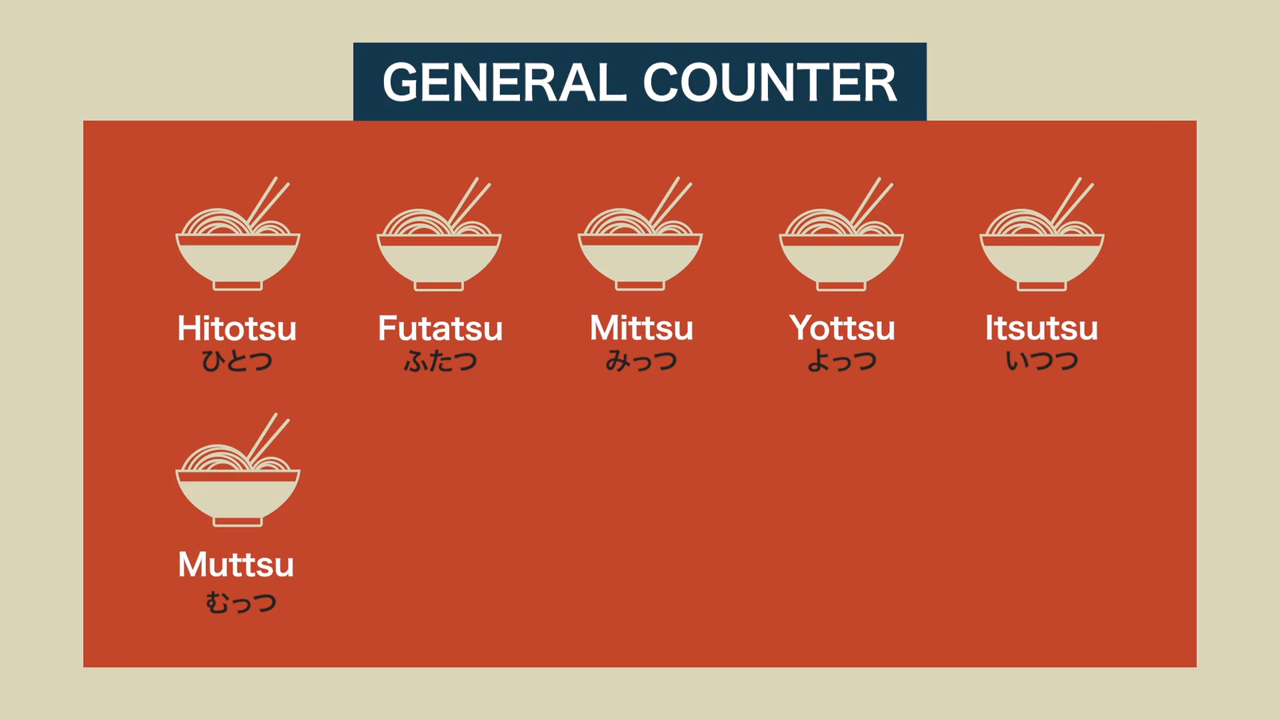 GENERAL COUNTER
Hitotsu
ひとつ
Futatsu
ふたつ
Mittsu
みっつ
Yottsu
よっつ
Itsutsu
いつつ
Muttsu
むっつ